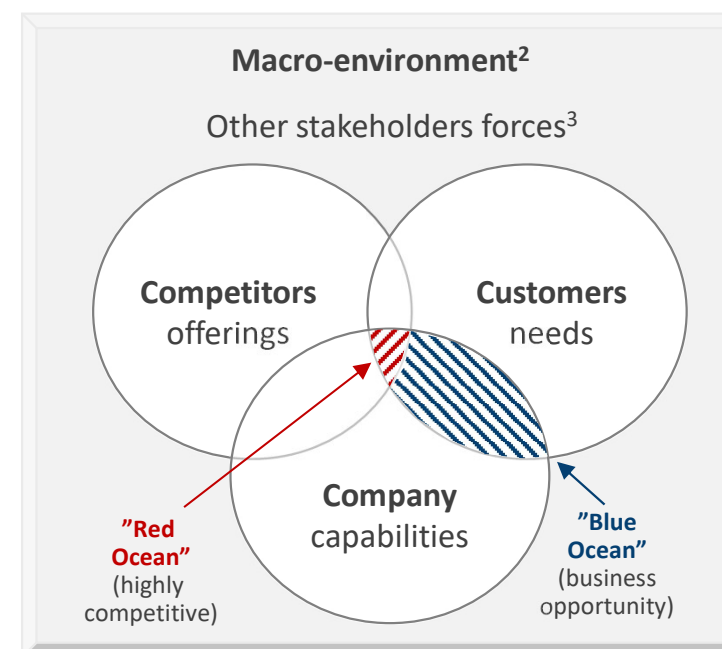 Macro-environment²
Other stakeholders forces³
Competitors
offerings
Customers
needs
Company
capabilities
”Red
Ocean”
(highly
competitive)
”Blue
Ocean”
(business
opportunity)